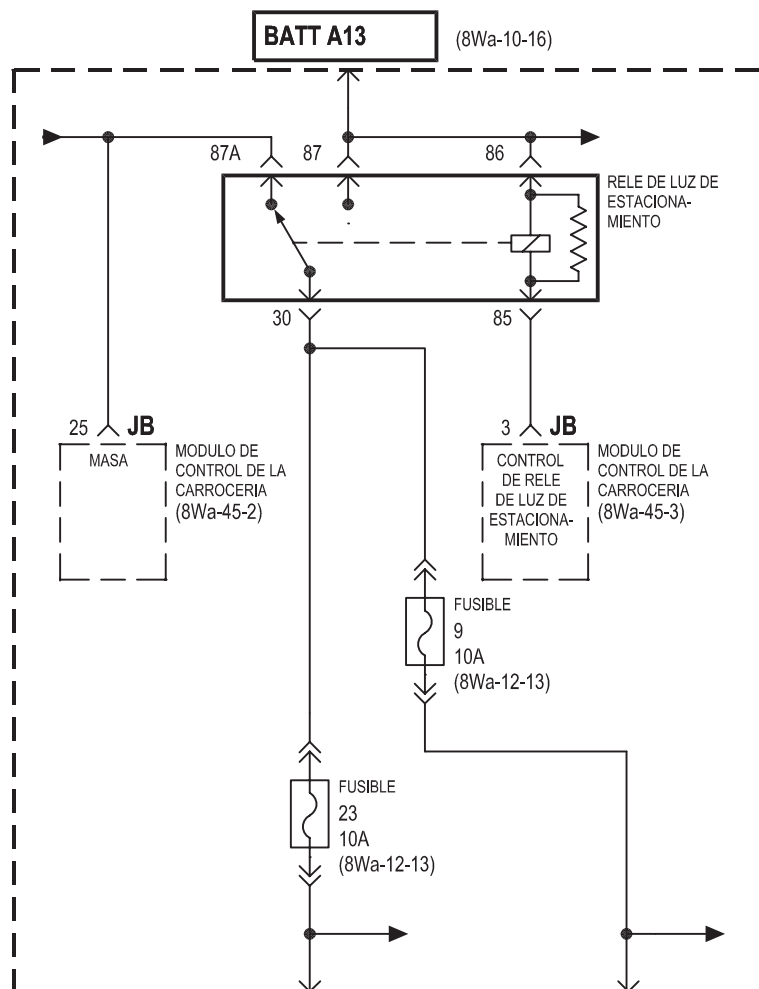 BATT A13
(8Wa-10-16)
87A
87
86
RELE DE LUZ DE
ESTACIONA-
MIENTO
30
85
25
JB
MASA
MODULO DE
CONTROL DE LA
CARROCERIA
(8Wa-45-2)
3
JB
CONTROL
DE RELE
DE LUZ DE
ESTACIONA-
MIENTO
MODULO DE
CONTROL DE LA
CARROCERIA
(8Wa-45-3)
FUSIBLE
9
10A
(8Wa-12-13)
FUSIBLE
23
10A
(8Wa-12-13)